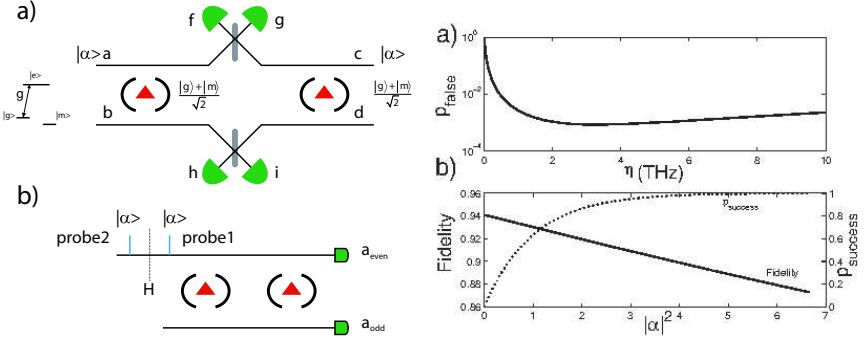 a)
f
g
|α> a
c
|α>
|e>
g
|g>
|m>
|g⟩+|m⟩
√2
|g⟩+|m⟩
√2
b
d
h
i
b)
|α>
|α>
probe2
probe1
a_even
H
a_odd
a)
10^0
10^-2
10^-4
p_false
0
2
4
6
8
10
η (THz)
b)
0.96
0.94
0.92
0.9
0.88
0.86
Fidelity
p_success
Fidelity
1
0.8
0.6
0.4
0.2
0
p_success
0
1
2
3
4
5
6
7
|α|^2